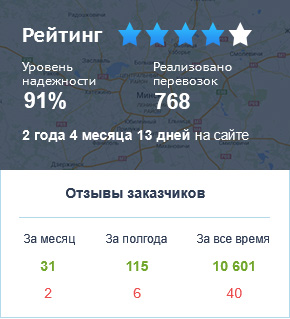 Рейтинг
Уровень надежности
Реализовано перевозок
91%
768
2 года 4 месяца 13 дней на сайте
Отзывы заказчиков
За месяц За полгода За все время
31 115 10 601
2 6 40